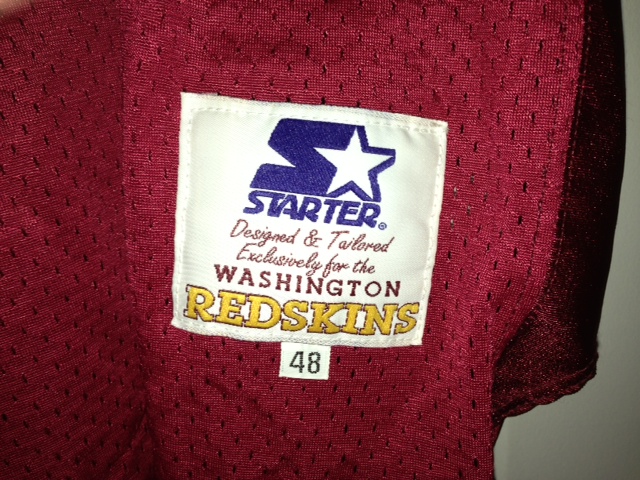 STARTER®
Designed & Tailored
Exclusively for the
WASHINGTON
REDSKINS
48